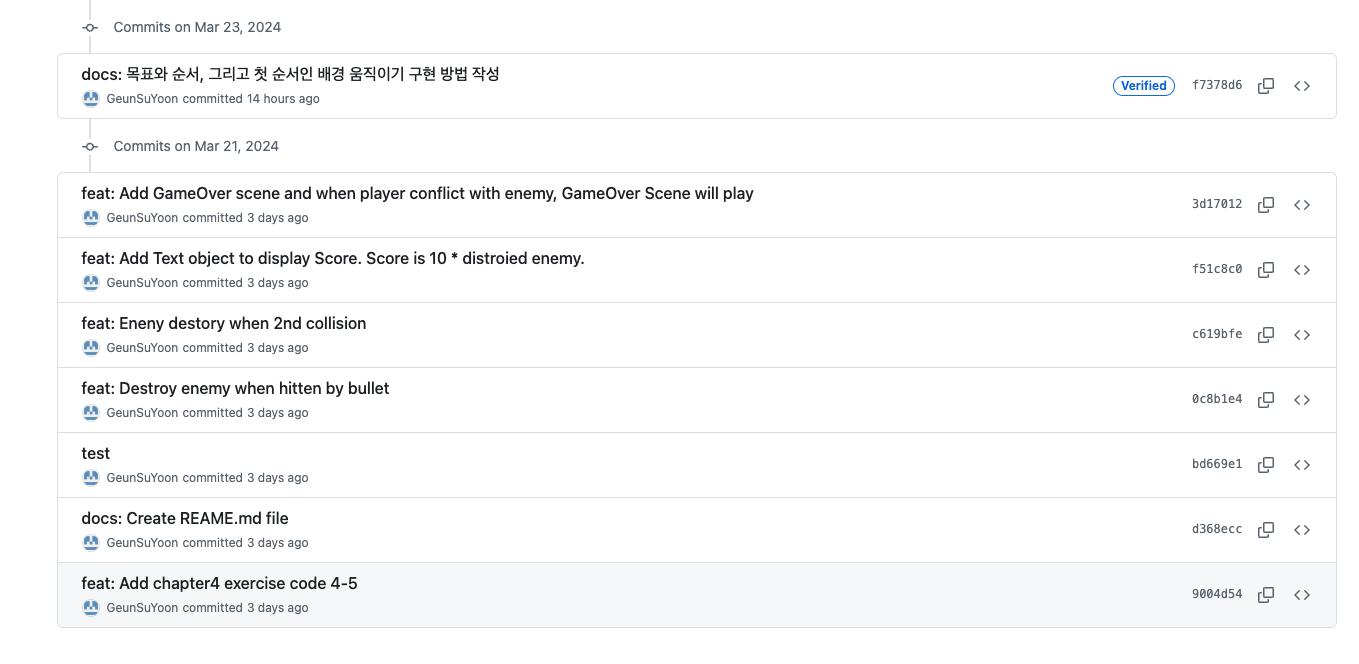 Commits on Mar 23, 2024
docs: 목표와 순서, 그리고 첫 순서인 배경 움직이기 구현 방법 작성
GeunSuYoon committed 14 hours ago
Verified
f7378d6
Commits on Mar 21, 2024
feat: Add GameOver scene and when player conflict with enemy, GameOver Scene will play
GeunSuYoon committed 3 days ago
3d17012
feat: Add Text object to display Score. Score is 10 * distroied enemy.
GeunSuYoon committed 3 days ago
f51c8c0
feat: Eneny destory when 2nd collision
GeunSuYoon committed 3 days ago
c619bfe
feat: Destroy enemy when hitten by bullet
GeunSuYoon committed 3 days ago
0c8b1e4
test
GeunSuYoon committed 3 days ago
bd669e1
docs: Create REAME.md file
GeunSuYoon committed 3 days ago
d368ecc
feat: Add chapter4 exercise code 4-5
GeunSuYoon committed 3 days ago
9004d54